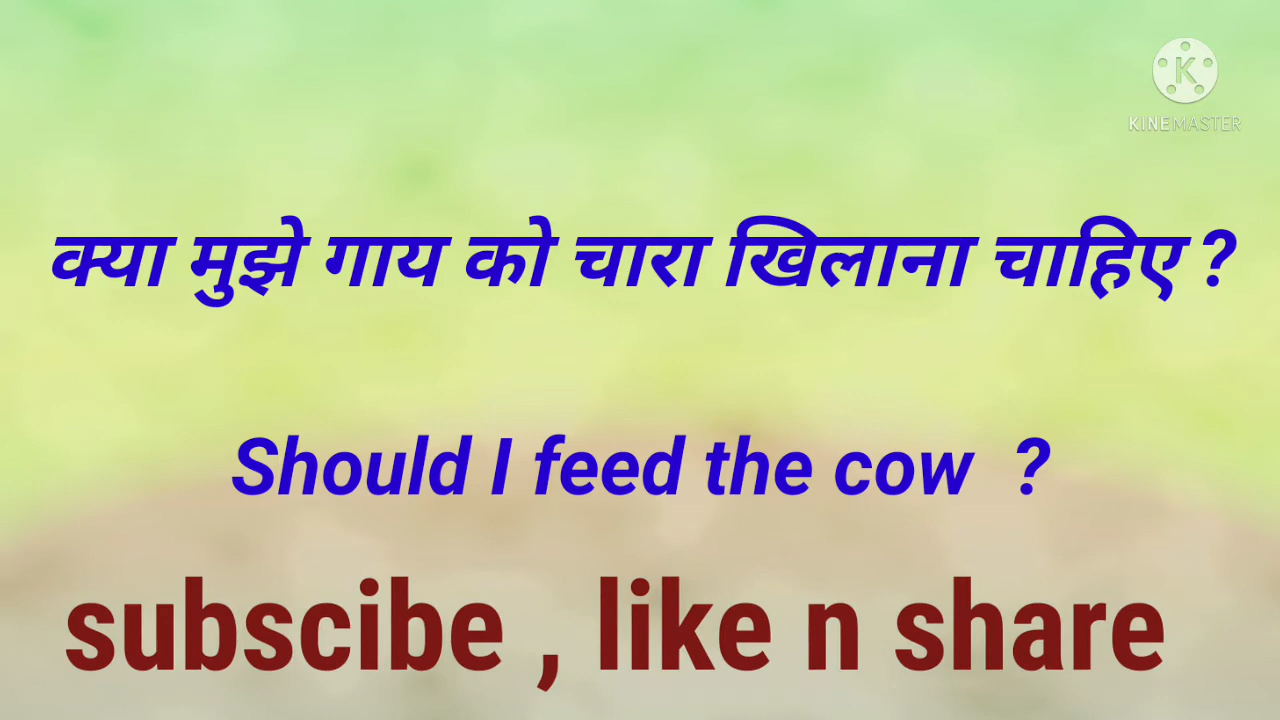 KINEMASTER
क्या मुझे गाय को चारा खिलाना चाहिए ?
Should I feed the cow ?
subscibe , like n share